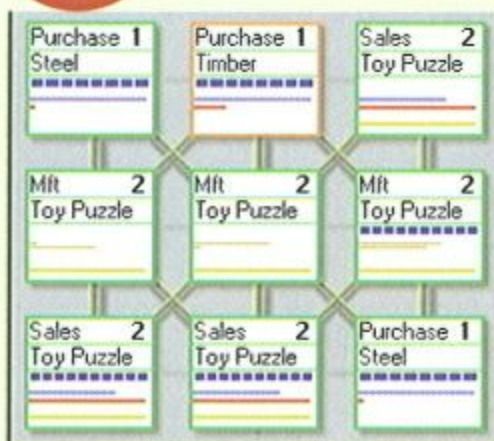 Purchase 1 Purchase 1 Sales 2
Steel Timber Toy Puzzle
Mft 2 Mft 2 Mft 2
Toy Puzzle Toy Puzzle Toy Puzzle
Sales 2 Sales 2 Purchase 1
Toy Puzzle Toy Puzzle Steel